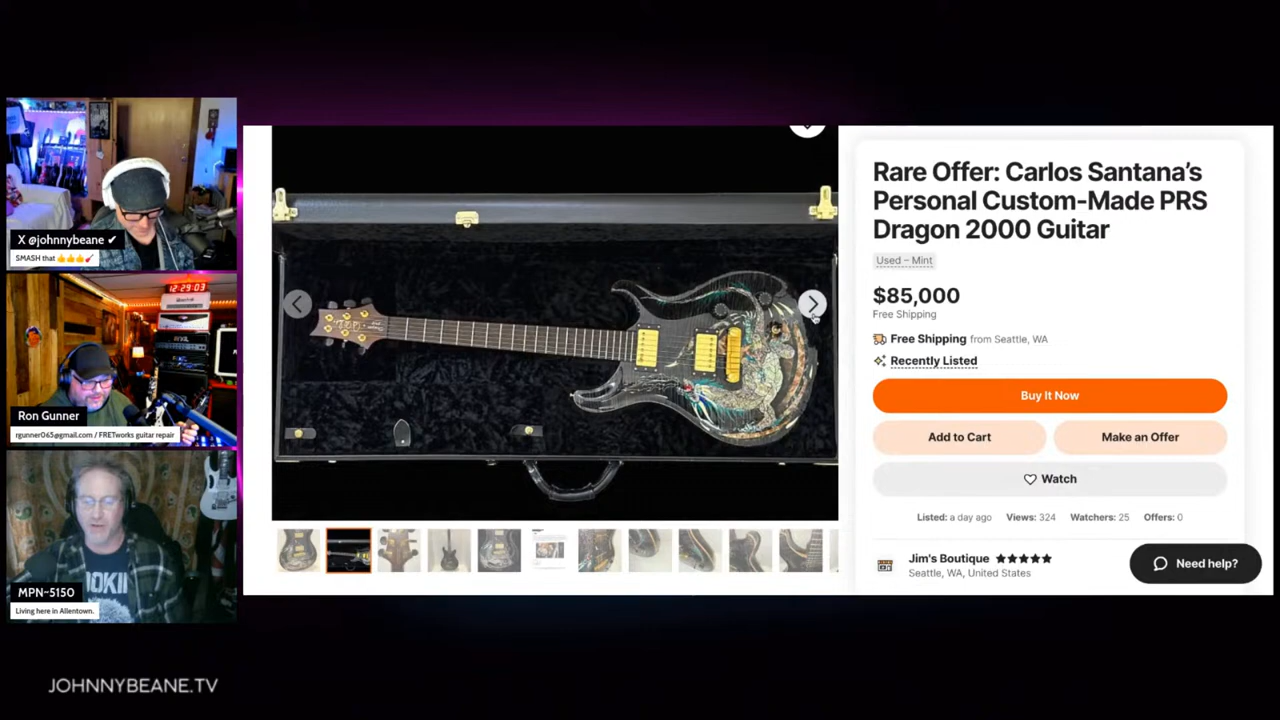 X @johnnybeane ✔
SMASH that 👍👍👍🎸
12:29:03
Ron Gunner
rgunner065@gmail.com / FRETworks guitar repair
MPN-5150
Living here in Allentown.
JOHNNYBEANE.TV
Rare Offer: Carlos Santana’s
Personal Custom-Made PRS
Dragon 2000 Guitar
Used – Mint
$85,000
Free Shipping
Free Shipping from Seattle, WA
Recently Listed
Buy It Now
Add to Cart
Make an Offer
Watch
Listed: a day ago Views: 324 Watchers: 25 Offers: 0
Jim's Boutique ★★★★★
Seattle, WA, United States
Need help?